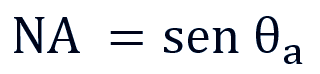 NA = sen θₐ